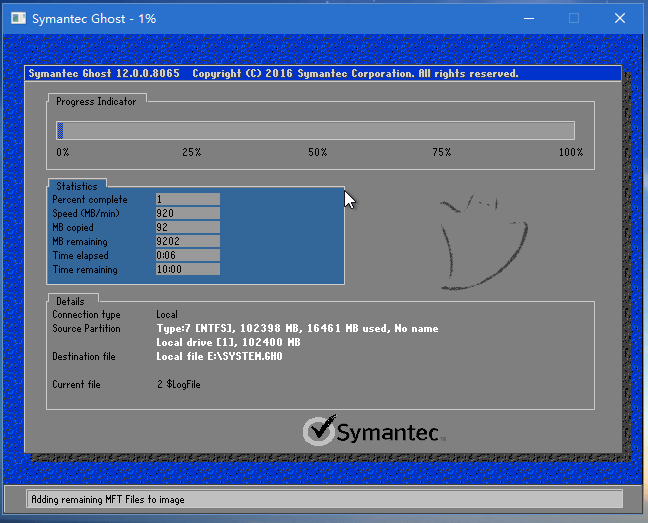 Symantec Ghost - 1%
Symantec Ghost 12.0.0.8065 Copyright (C) 2016 Symantec Corporation. All rights reserved.
Progress Indicator
0% 25% 50% 75% 100%
Statistics
Percent complete 1
Speed (MB/min) 920
MB copied 92
MB remaining 9202
Time elapsed 0:06
Time remaining 10:00
Details
Connection type Local
Source Partition Type:7 [NTFS], 102398 MB, 16461 MB used, No name
Local drive [1], 102400 MB
Destination file Local file E:\SYSTEM.GHO
Current file 2 $LogFile
Symantec
Adding remaining MFT Files to image